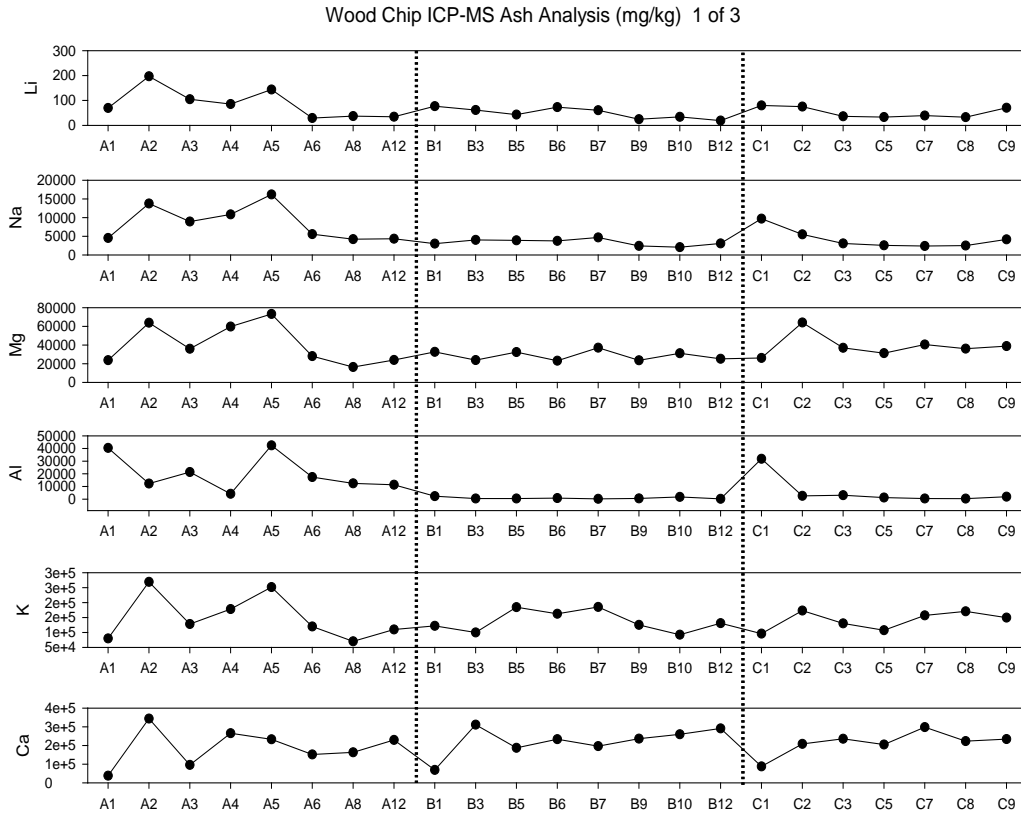 Wood Chip ICP-MS Ash Analysis (mg/kg) 1 of 3
Li
300
200
100
0
A1 A2 A3 A4 A5 A6 A8 A12 B1 B3 B5 B6 B7 B9 B10 B12 C1 C2 C3 C5 C7 C8 C9
Na
20000
15000
10000
5000
0
A1 A2 A3 A4 A5 A6 A8 A12 B1 B3 B5 B6 B7 B9 B10 B12 C1 C2 C3 C5 C7 C8 C9
Mg
80000
60000
40000
20000
0
A1 A2 A3 A4 A5 A6 A8 A12 B1 B3 B5 B6 B7 B9 B10 B12 C1 C2 C3 C5 C7 C8 C9
Al
50000
40000
30000
20000
10000
0
A1 A2 A3 A4 A5 A6 A8 A12 B1 B3 B5 B6 B7 B9 B10 B12 C1 C2 C3 C5 C7 C8 C9
K
3e+5
3e+5
2e+5
2e+5
1e+5
5e+4
A1 A2 A3 A4 A5 A6 A8 A12 B1 B3 B5 B6 B7 B9 B10 B12 C1 C2 C3 C5 C7 C8 C9
Ca
4e+5
3e+5
2e+5
1e+5
0
A1 A2 A3 A4 A5 A6 A8 A12 B1 B3 B5 B6 B7 B9 B10 B12 C1 C2 C3 C5 C7 C8 C9